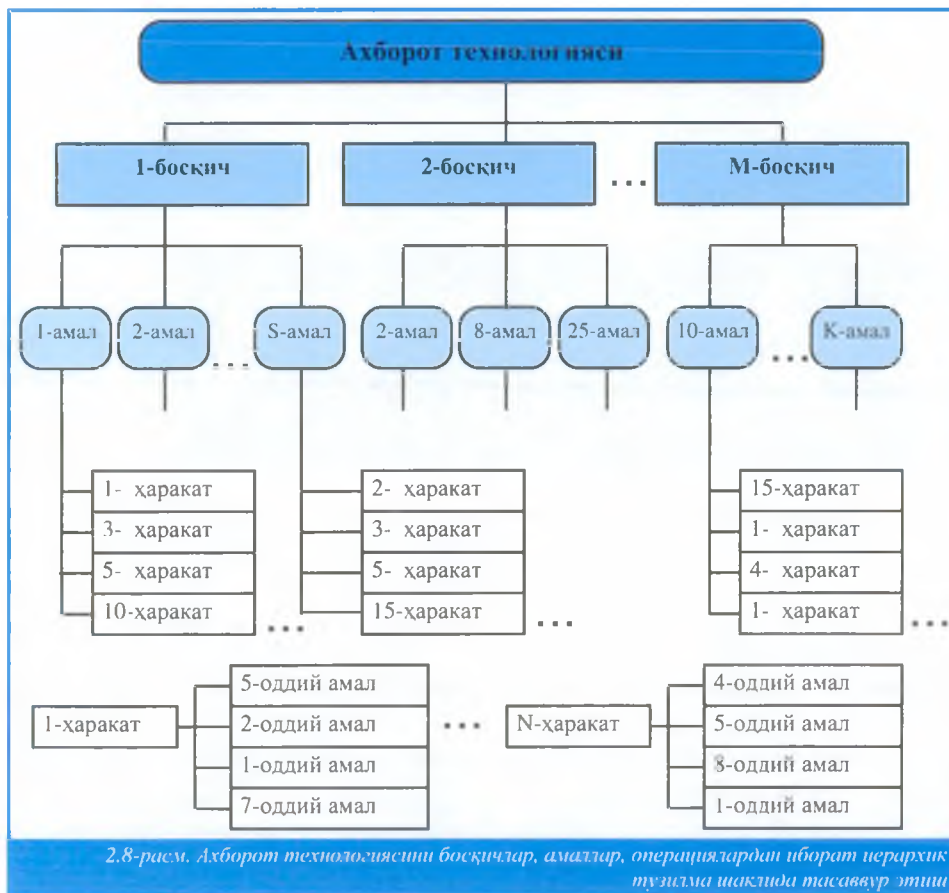 Ахборот технологияси
1-босқич
2-босқич
...
М-босқич
1-амал
2-амал
...
S-амал
2-амал
8-амал
25-амал
10-амал
...
К-амал
1- ҳаракат
3- ҳаракат
5- ҳаракат
10-ҳаракат
...
2- ҳаракат
3- ҳаракат
5- ҳаракат
15-ҳаракат
...
15-ҳаракат
1- ҳаракат
4- ҳаракат
1- ҳаракат
...
1-ҳаракат
5-оддий амал
2-оддий амал
1-оддий амал
7-оддий амал
...
N-ҳаракат
4-оддий амал
5-оддий амал
8-оддий амал
1-оддий амал
2.8-расм. Ахборот технологиясини босқичлар, амаллар, операциялардан иборат иерархик
тузилма шаклида тасаввур этиш